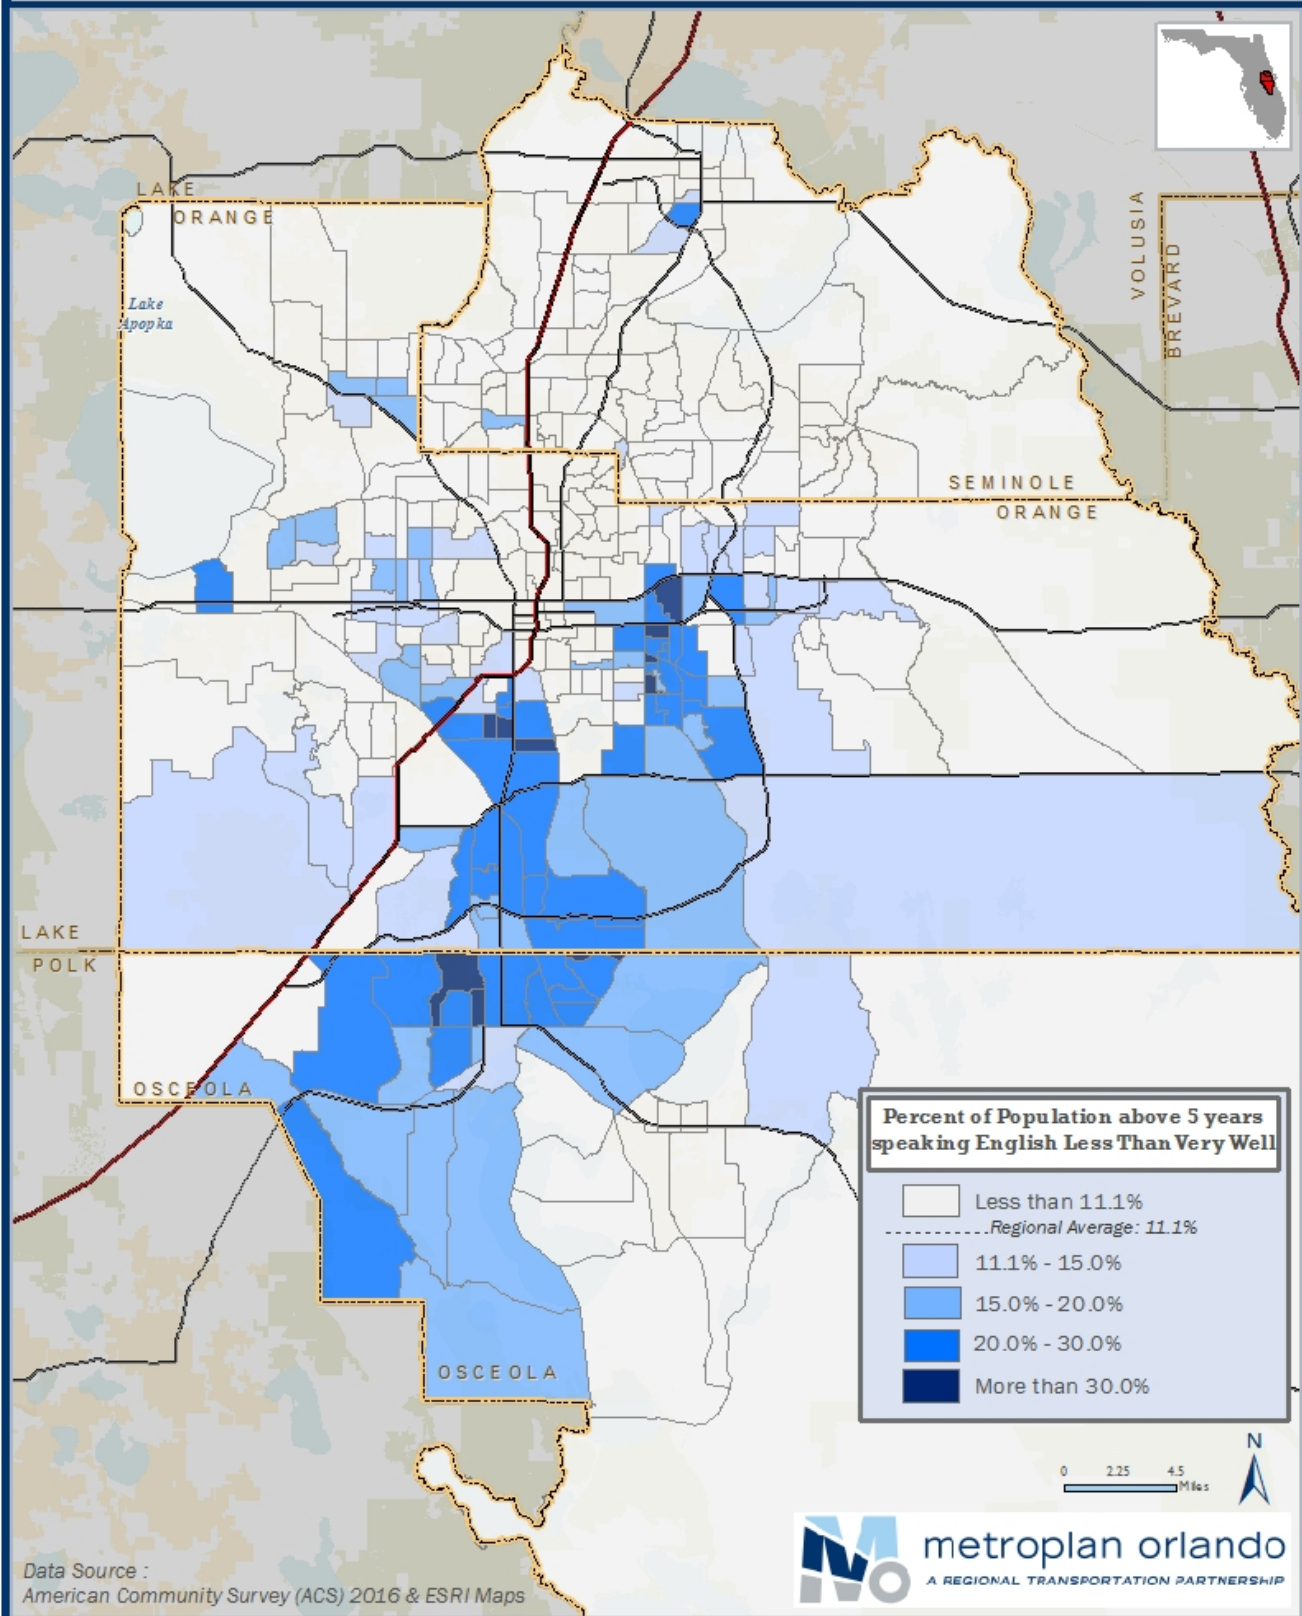 LAKE
ORANGE
Lake
Apopka
VOLUSIA
BREVARD
SEMINOLE
ORANGE
LAKE
POLK
OSCEOLA
OSCEOLA
Percent of Population above 5 years
speaking English Less Than Very Well
Less than 11.1%
Regional Average: 11.1%
11.1% - 15.0%
15.0% - 20.0%
20.0% - 30.0%
More than 30.0%
N
0 2.25 4.5
Miles
metroplan orlando
A REGIONAL TRANSPORTATION PARTNERSHIP
Data Source :
American Community Survey (ACS) 2016 & ESRI Maps